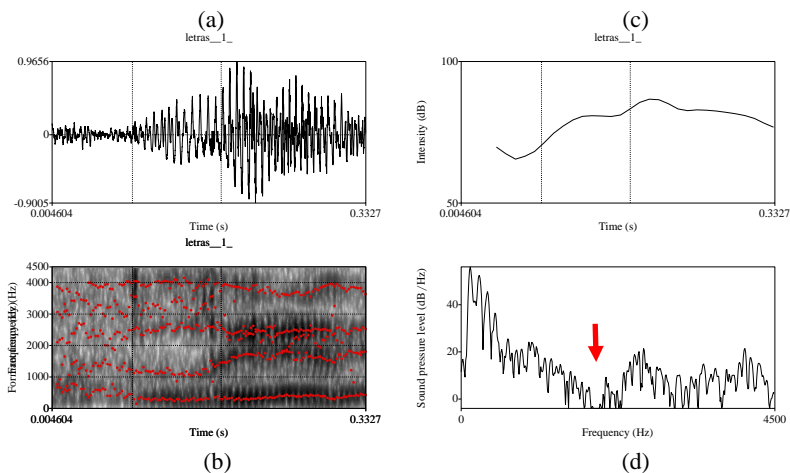 (a)
letras__1_
0.9656
0
-0.9005
0.004604
0.3327
Time (s)
(c)
letras__1_
100
Intensity (dB)
50
0.004604
0.3327
Time (s)
letras__1_
4500
4000
3000
2000
1000
0
0.004604
0.3327
Time (s)
(b)
Sound pressure level (dB / Hz)
40
20
0
0
4500
Frequency (Hz)
(d)